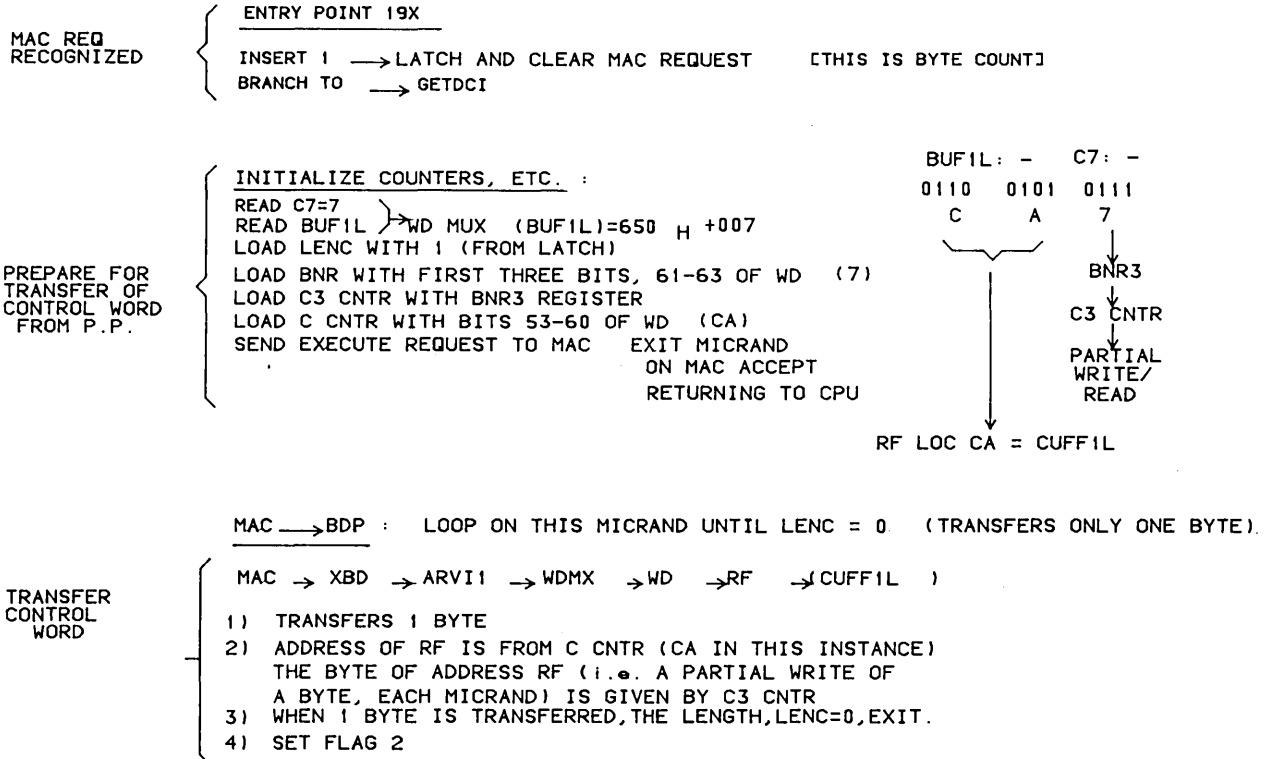 ENTRY POINT 19X
MAC REQ
RECOGNIZED
INSERT 1 → LATCH AND CLEAR MAC REQUEST [THIS IS BYTE COUNT]
BRANCH TO → GETDCI
INITIALIZE COUNTERS, ETC. :
READ C7=7
READ BUF1L → WD MUX (BUF1L)=650 H +007
LOAD LENC WITH 1 (FROM LATCH)
LOAD BNR WITH FIRST THREE BITS, 61-63 OF WD (7)
LOAD C3 CNTR WITH BNR3 REGISTER
LOAD C CNTR WITH BITS 53-60 OF WD (CA)
SEND EXECUTE REQUEST TO MAC EXIT MICRAND
ON MAC ACCEPT
RETURNING TO CPU
PREPARE FOR
TRANSFER OF
CONTROL WORD
FROM P.P.
BUF1L: - C7: -
0110 0101 0111
C A 7
BNR3
C3 CNTR
PARTIAL
WRITE/
READ
RF LOC CA = CUFF1L
MAC → BDP : LOOP ON THIS MICRAND UNTIL LENC = 0 (TRANSFERS ONLY ONE BYTE).
TRANSFER
CONTROL
WORD
MAC → XBD → ARVI1 → WDMX → WD → RF → (CUFF1L )
1) TRANSFERS 1 BYTE
2) ADDRESS OF RF IS FROM C CNTR (CA IN THIS INSTANCE)
THE BYTE OF ADDRESS RF (i.e. A PARTIAL WRITE OF
A BYTE, EACH MICRAND) IS GIVEN BY C3 CNTR
3) WHEN 1 BYTE IS TRANSFERRED,THE LENGTH,LENC=0,EXIT.
4) SET FLAG 2